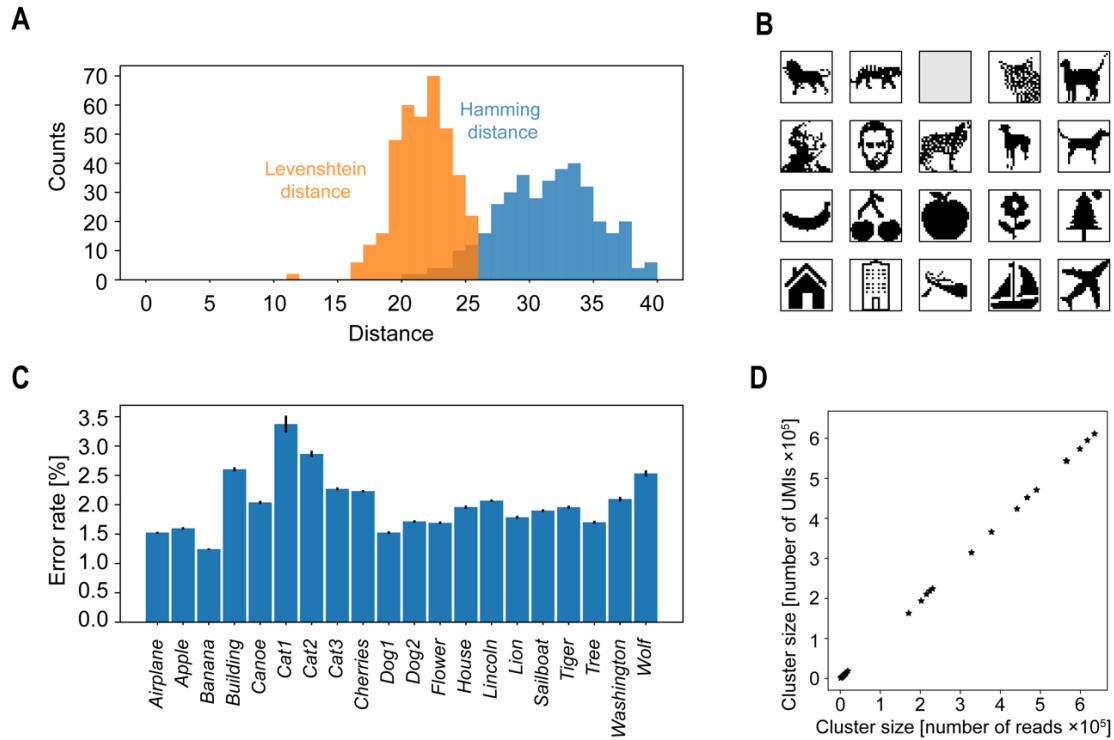 A
70
60
50
40
30
20
10
0
Counts
Levenshtein
distance
Hamming
distance
0 5 10 15 20 25 30 35 40
Distance
B
C
3.5
3.0
2.5
2.0
1.5
1.0
0.5
0.0
Error rate [%]
Airplane
Apple
Banana
Building
Canoe
Cat1
Cat2
Cat3
Cherries
Dog1
Dog2
Flower
House
Lincoln
Lion
Sailboat
Tiger
Tree
Washington
Wolf
D
6
5
4
3
2
1
0
Cluster size [number of UMIs ×10⁵]
0 1 2 3 4 5 6
Cluster size [number of reads ×10⁵]